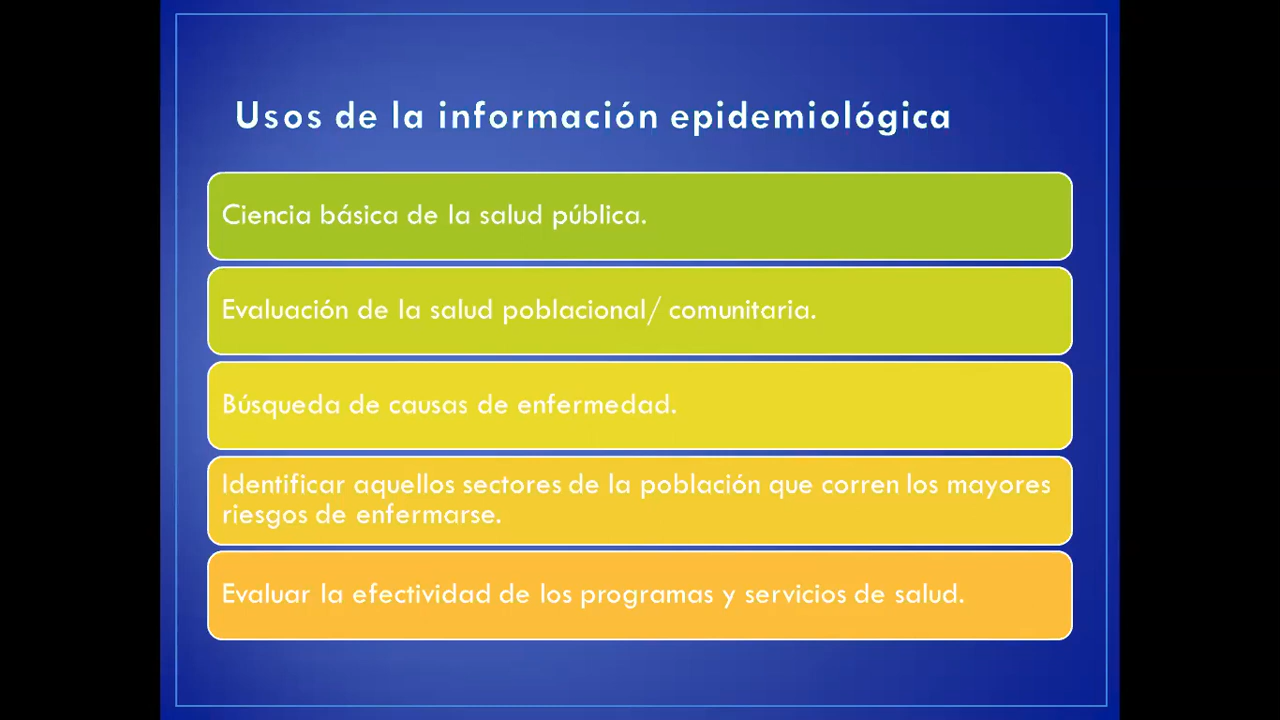 Usos de la información epidemiológica
Ciencia básica de la salud pública.
Evaluación de la salud poblacional/ comunitaria.
Búsqueda de causas de enfermedad.
Identificar aquellos sectores de la población que corren los mayores
riesgos de enfermarse.
Evaluar la efectividad de los programas y servicios de salud.